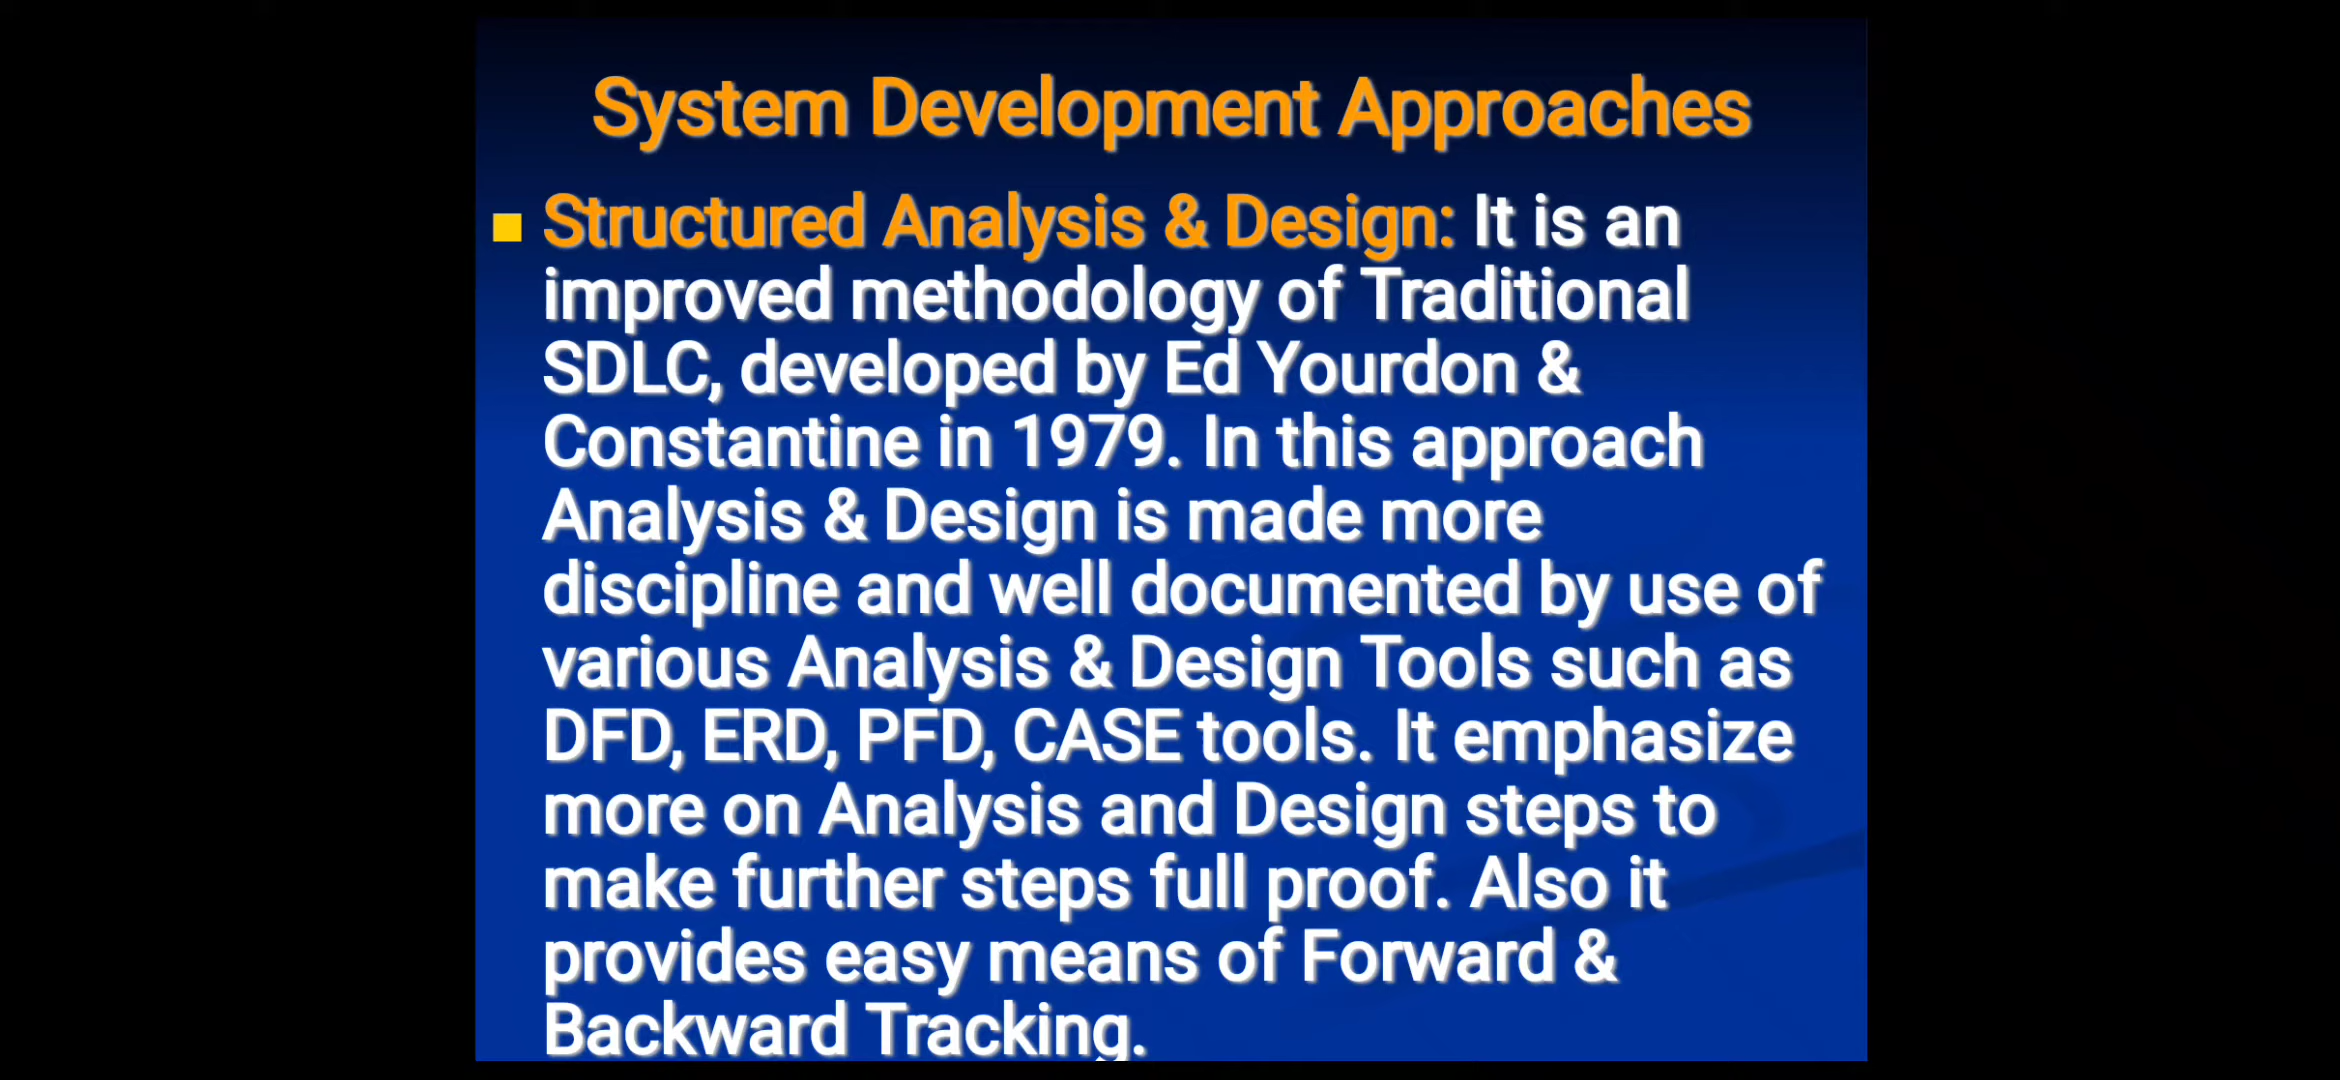 System Development Approaches
Structured Analysis & Design: It is an
improved methodology of Traditional
SDLC, developed by Ed Yourdon &
Constantine in 1979. In this approach
Analysis & Design is made more
discipline and well documented by use of
various Analysis & Design Tools such as
DFD, ERD, PFD, CASE tools. It emphasize
more on Analysis and Design steps to
make further steps full proof. Also it
provides easy means of Forward &
Backward Tracking.